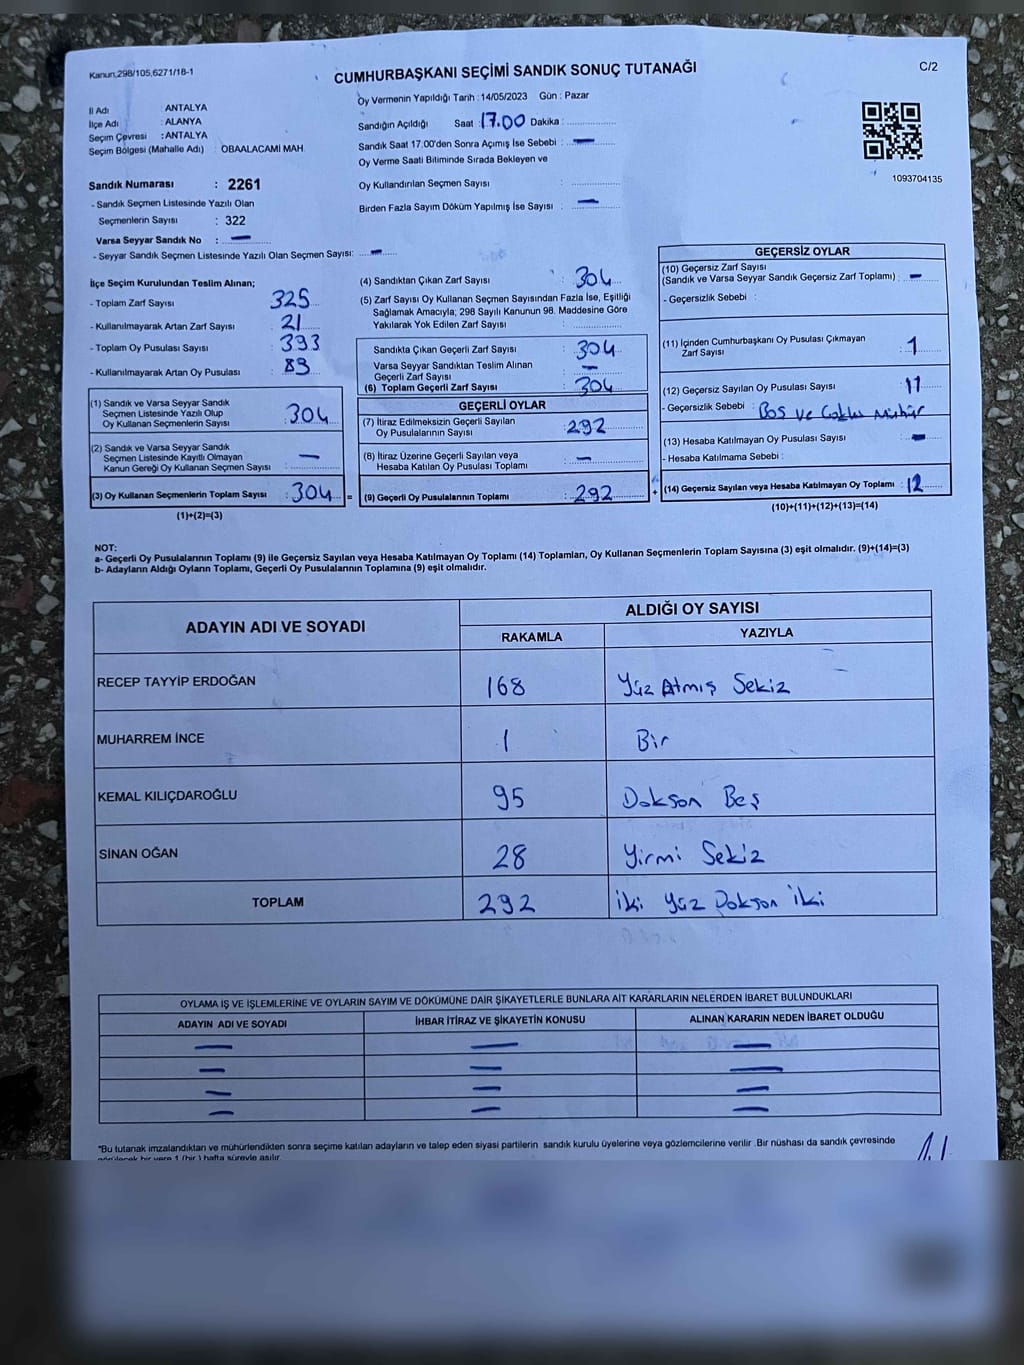 Kanun,298/105,6271/18-1
CUMHURBAŞKANI SEÇİMİ SANDIK SONUÇ TUTANAĞI
C/2
İl Adı : ANTALYA
İlçe Adı : ALANYA
Seçim Çevresi : ANTALYA
Seçim Bölgesi (Mahalle Adı) : OBAALACAMİ MAH.
Oy Vermenin Yapıldığı Tarih :14/05/2023 Gün : Pazar
Sandığın Açıldığı Saat : 17.00 Dakika :
Sandık Saat 17.00'den Sonra Açımış İse Sebebi : —
Oy Verme Saati Bitiminde Sırada Bekleyen ve
Oy Kullandırılan Seçmen Sayısı :
Birden Fazla Sayım Döküm Yapılmış İse Sayısı : —
1093704135
Sandık Numarası : 2261
- Sandık Seçmen Listesinde Yazılı Olan
Seçmenlerin Sayısı : 322
Varsa Seyyar Sandık No : —
- Seyyar Sandık Seçmen Listesinde Yazılı Olan Seçmen Sayısı: —
İlçe Seçim Kurulundan Teslim Alınan;
- Toplam Zarf Sayısı : 325
- Kullanılmayarak Artan Zarf Sayısı : 21
- Toplam Oy Pusulası Sayısı : 393
- Kullanılmayarak Artan Oy Pusulası : 89
(1) Sandık ve Varsa Seyyar Sandık
Seçmen Listesinde Yazılı Olup
Oy Kullanan Seçmenlerin Sayısı : 304
(2) Sandık ve Varsa Seyyar Sandık
Seçmen Listesinde Kayıtlı Olmayan
Kanun Gereği Oy Kullanan Seçmen Sayısı : —
(3) Oy Kullanan Seçmenlerin Toplam Sayısı : 304 =
(1)+(2)=(3)
(4) Sandıktan Çıkan Zarf Sayısı : 304
(5) Zarf Sayısı Oy Kullanan Seçmen Sayısından Fazla İse, Eşitliği
Sağlamak Amacıyla; 298 Sayılı Kanunun 98. Maddesine Göre
Yakılarak Yok Edilen Zarf Sayısı :
Sandıkta Çıkan Geçerli Zarf Sayısı : 304
Varsa Seyyar Sandıktan Teslim Alınan
Geçerli Zarf Sayısı : —
(6) Toplam Geçerli Zarf Sayısı : 304
GEÇERLİ OYLAR
(7) İtiraz Edilmeksizin Geçerli Sayılan
Oy Pusulalarının Sayısı : 292
(8) İtiraz Üzerine Geçerli Sayılan veya
Hesaba Katılan Oy Pusulası Toplamı : —
(9) Geçerli Oy Pusulalarının Toplamı : 292 +
GEÇERSİZ OYLAR
(10) Geçersiz Zarf Sayısı
(Sandık ve Varsa Seyyar Sandık Geçersiz Zarf Toplamı) : —
- Geçersizlik Sebebi :
(11) İçinden Cumhurbaşkanı Oy Pusulası Çıkmayan
Zarf Sayısı : 1
(12) Geçersiz Sayılan Oy Pusulası Sayısı : 11
- Geçersizlik Sebebi : Boş ve Çoklu Mühür
(13) Hesaba Katılmayan Oy Pusulası Sayısı : —
- Hesaba Katılmama Sebebi :
(14) Geçersiz Sayılan veya Hesaba Katılmayan Oy Toplamı : 12
(10)+(11)+(12)+(13)=(14)
NOT:
a- Geçerli Oy Pusulalarının Toplamı (9) ile Geçersiz Sayılan veya Hesaba Katılmayan Oy Toplamı (14) Toplamları, Oy Kullanan Seçmenlerin Toplam Sayısına (3) eşit olmalıdır. (9)+(14)=(3)
b- Adayların Aldığı Oyların Toplamı, Geçerli Oy Pusulalarının Toplamına (9) eşit olmalıdır.
ADAYIN ADI VE SOYADI
ALDIĞI OY SAYISI
RAKAMLA YAZIYLA
RECEP TAYYİP ERDOĞAN 168 Yüz Atmış Sekiz
MUHARREM İNCE 1 Bir
KEMAL KILIÇDAROĞLU 95 Dokson Beş
SİNAN OĞAN 28 Yirmi Sekiz
TOPLAM 292 İki Yüz Dokson İki
OYLAMA İŞ VE İŞLEMLERİNE VE OYLARIN SAYIM VE DÖKÜMÜNE DAİR ŞİKAYETLERLE BUNLARA AİT KARARLARIN NELERDEN İBARET BULUNDUKLARI
ADAYIN ADI VE SOYADI İHBAR İTİRAZ VE ŞİKAYETİN KONUSU ALINAN KARARIN NEDEN İBARET OLDUĞU
— — —
— — —
— — —
— — —
"Bu tutanak imzalandıktan ve mühürlendikten sonra seçime katılan adayların ve talep eden siyasi partilerin sandık kurulu üyelerine veya gözlemcilerine verilir .Bir nüshası da sandık çevresinde
görülecek bir yere 1 (bir ) hafta süreyle asılır.